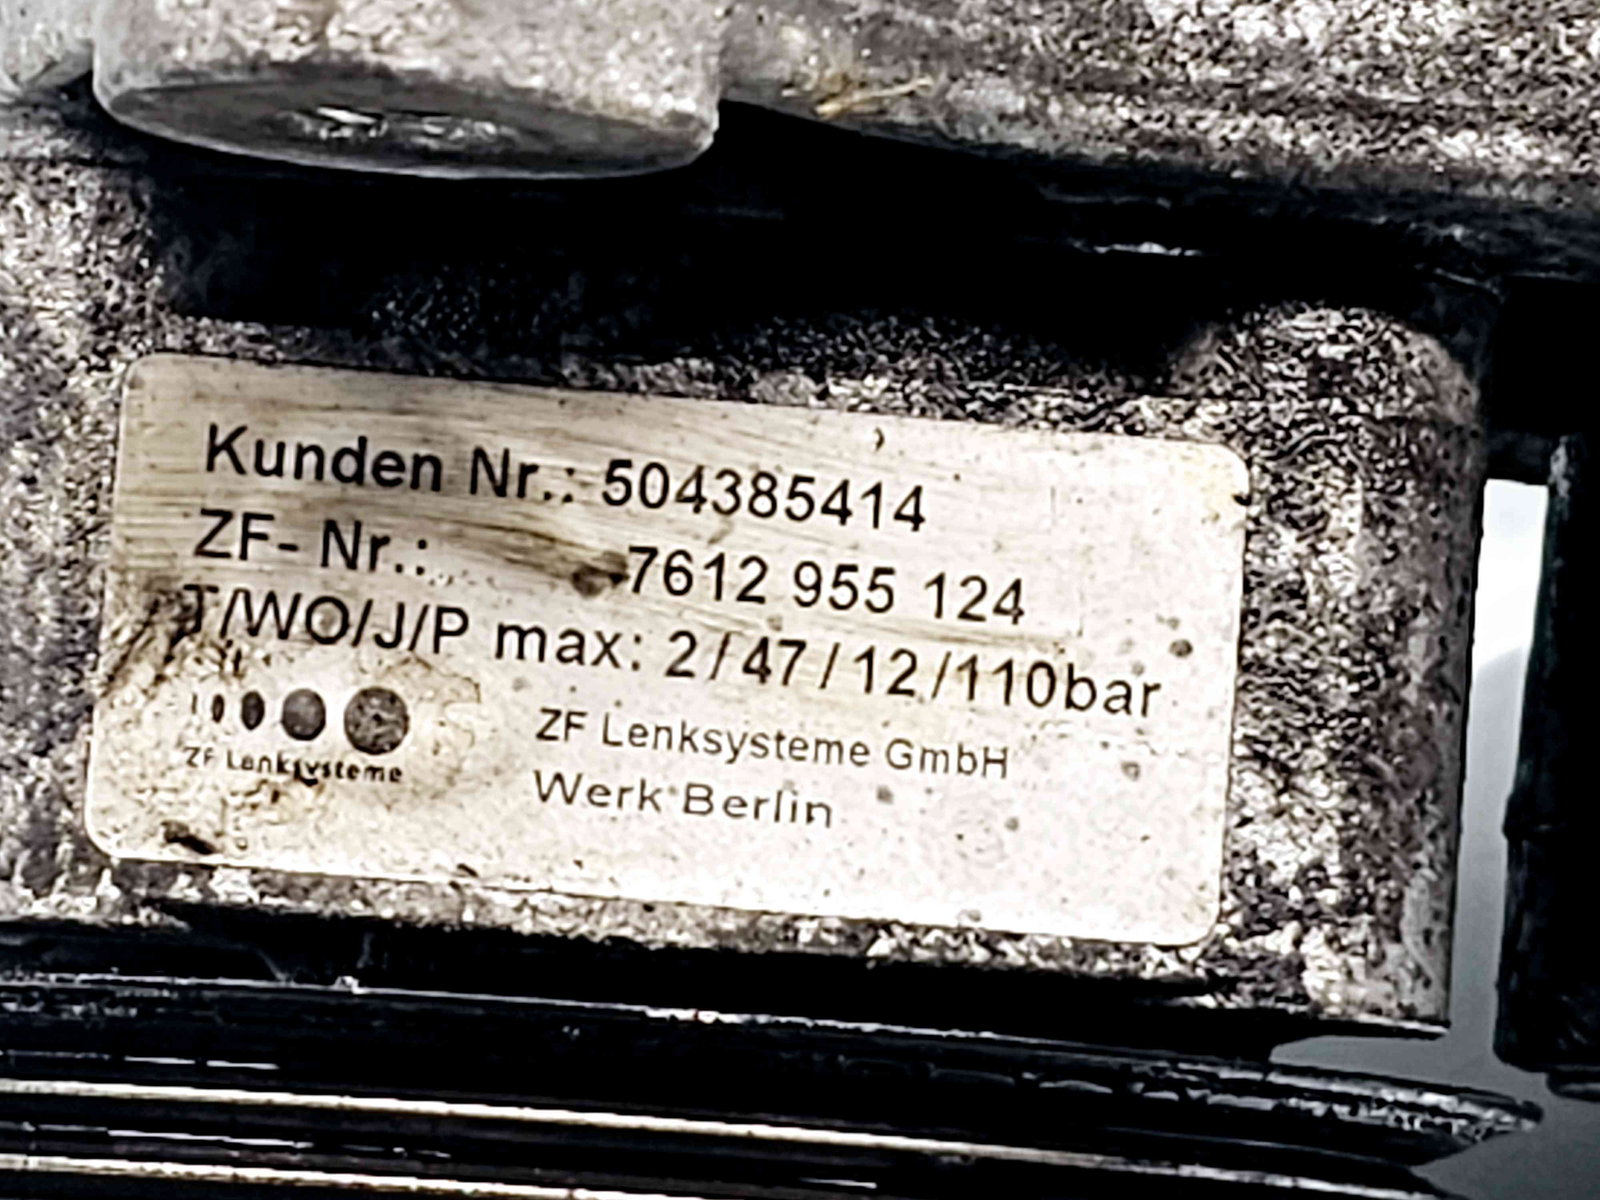 Kunden Nr.: 504385414
ZF- Nr.: 7612 955 124
T/WO/J/P max: 2/47/12/110bar
ZF Lenksysteme
ZF Lenksysteme GmbH
Werk Berlin